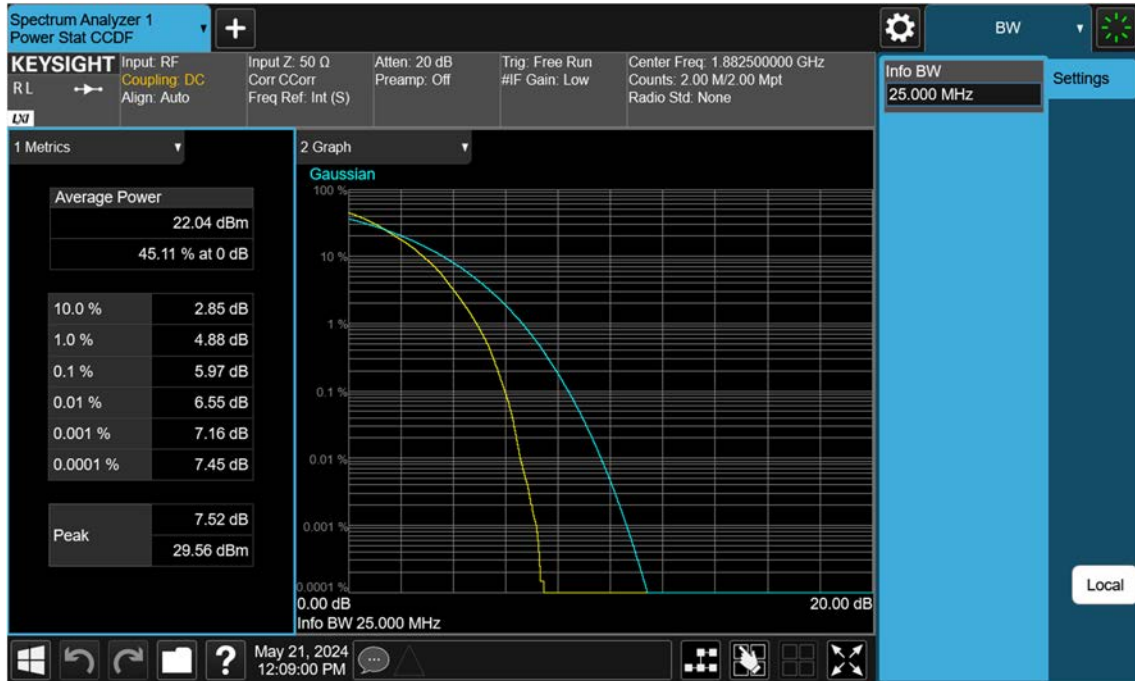 Spectrum Analyzer 1
Power Stat CCDF
+
BW
KEYSIGHT
R L
LXI
Input: RF
Coupling: DC
Align: Auto
Input Z: 50 Ω
Corr CCorr
Freq Ref: Int (S)
Atten: 20 dB
Preamp: Off
Trig: Free Run
#IF Gain: Low
Center Freq: 1.882500000 GHz
Counts: 2.00 M/2.00 Mpt
Radio Std: None
Info BW
25.000 MHz
Settings
1 Metrics
Average Power
22.04 dBm
45.11 % at 0 dB
10.0 % 2.85 dB
1.0 % 4.88 dB
0.1 % 5.97 dB
0.01 % 6.55 dB
0.001 % 7.16 dB
0.0001 % 7.45 dB
Peak
7.52 dB
29.56 dBm
2 Graph
Gaussian
100 %
10 %
1 %
0.1 %
0.01 %
0.001 %
0.0001 %
0.00 dB 20.00 dB
Info BW 25.000 MHz
Local
?
May 21, 2024
12:09:00 PM